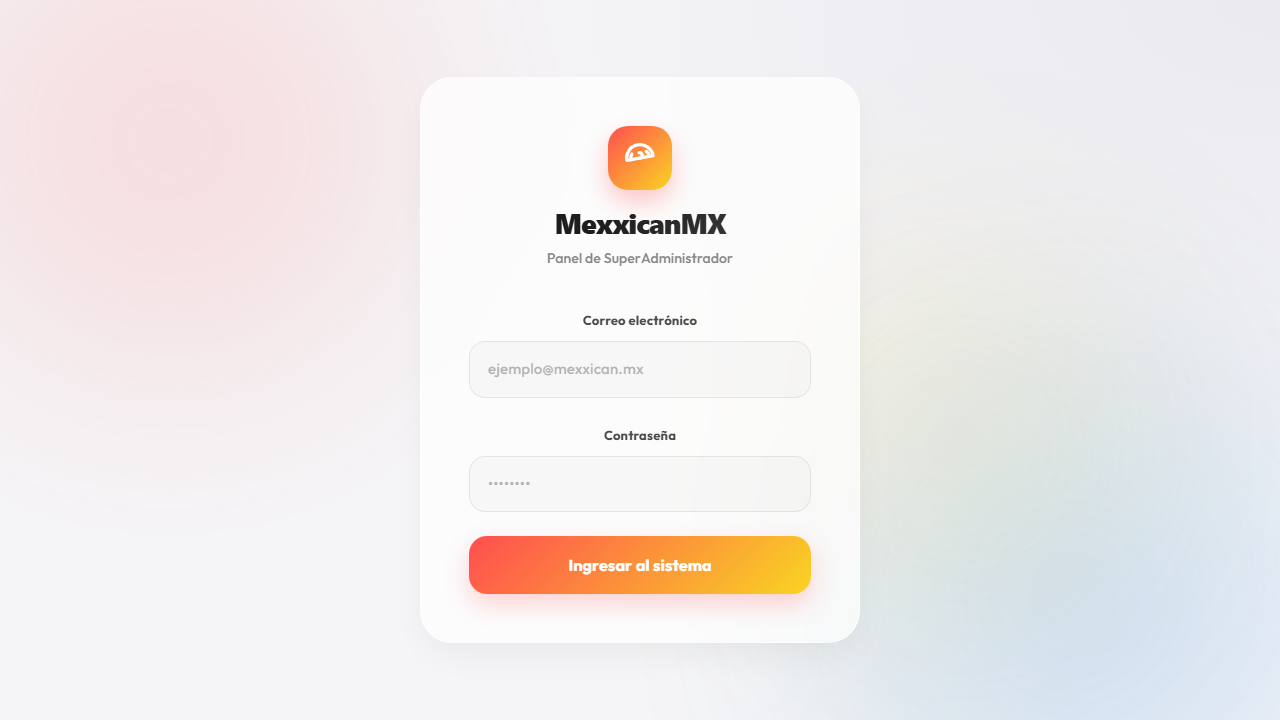 MexxicanMX
Panel de SuperAdministrador
Correo electrónico
ejemplo@mexxican.mx
Contraseña
••••••••
Ingresar al sistema